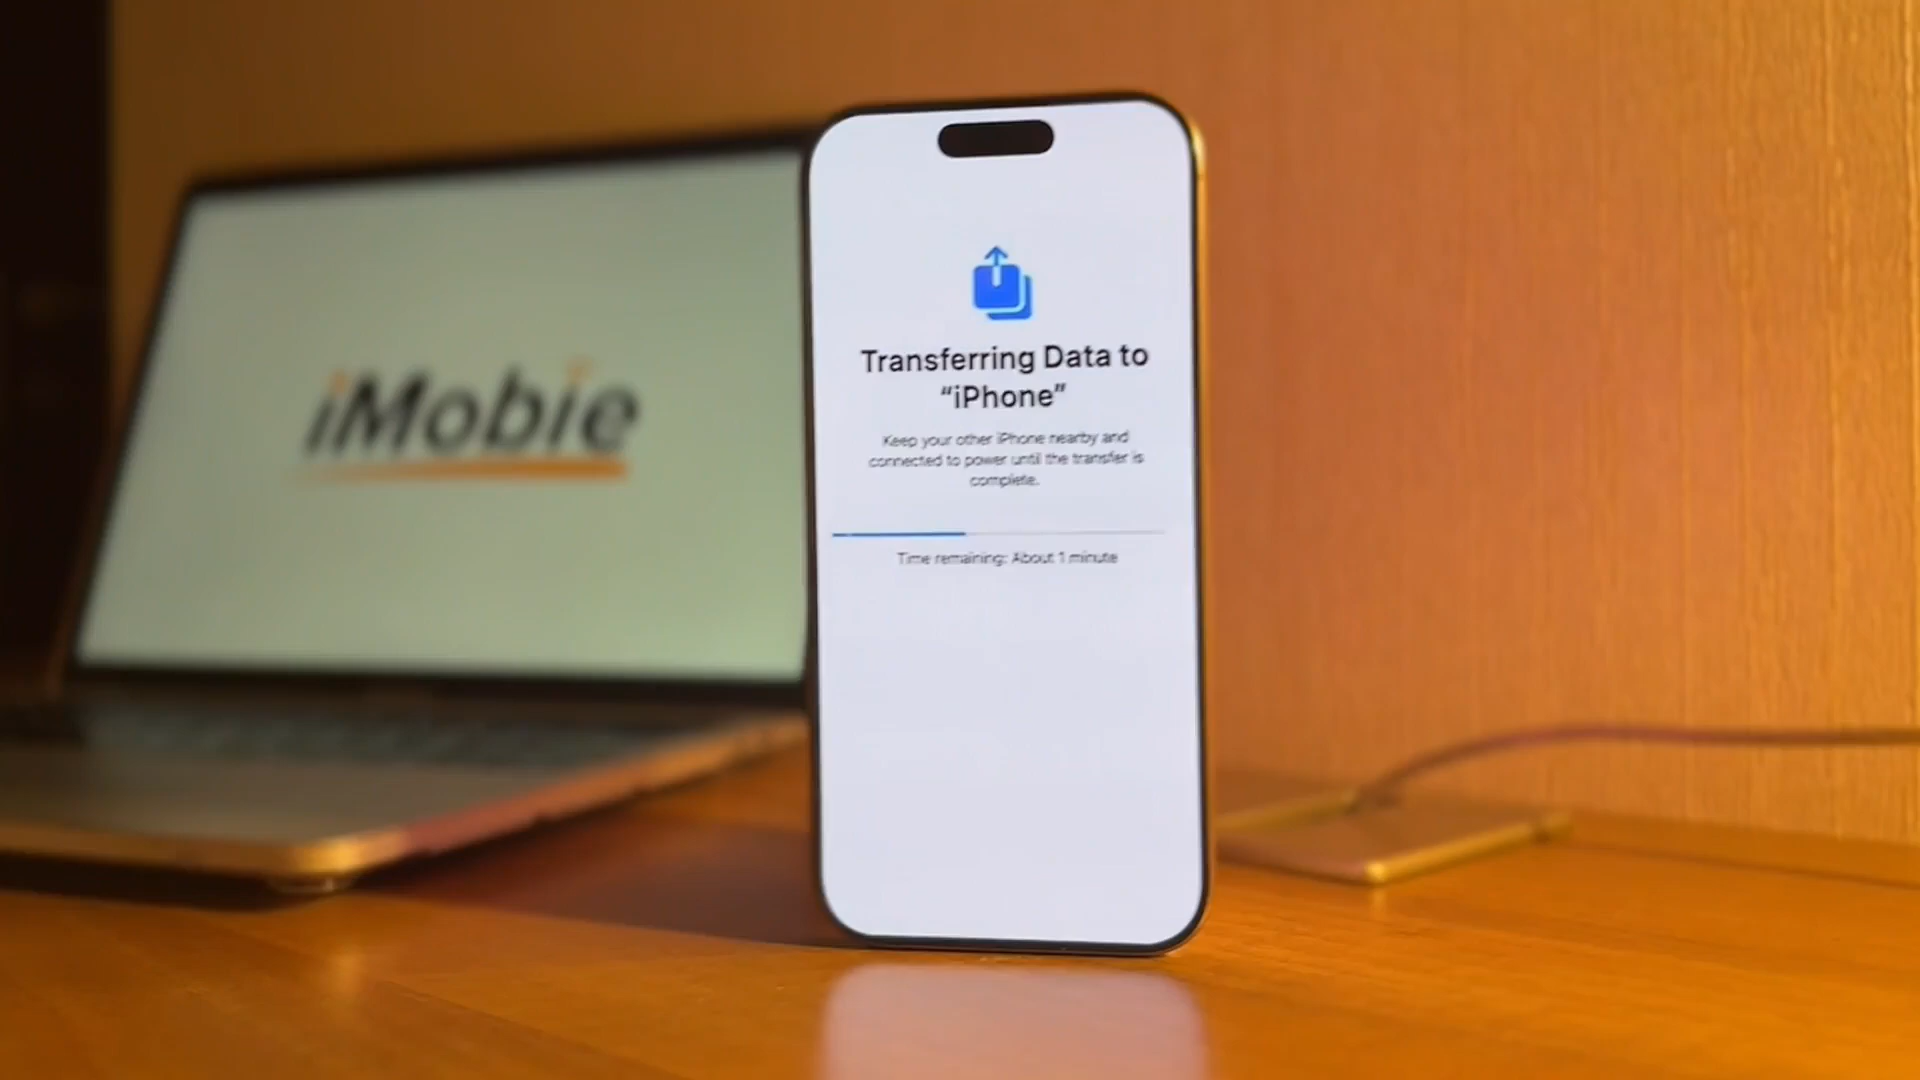 iMobie
Transferring Data to
“iPhone”
Keep your other iPhone nearby and
connected to power until the transfer is
complete.
Time remaining: About 1 minute